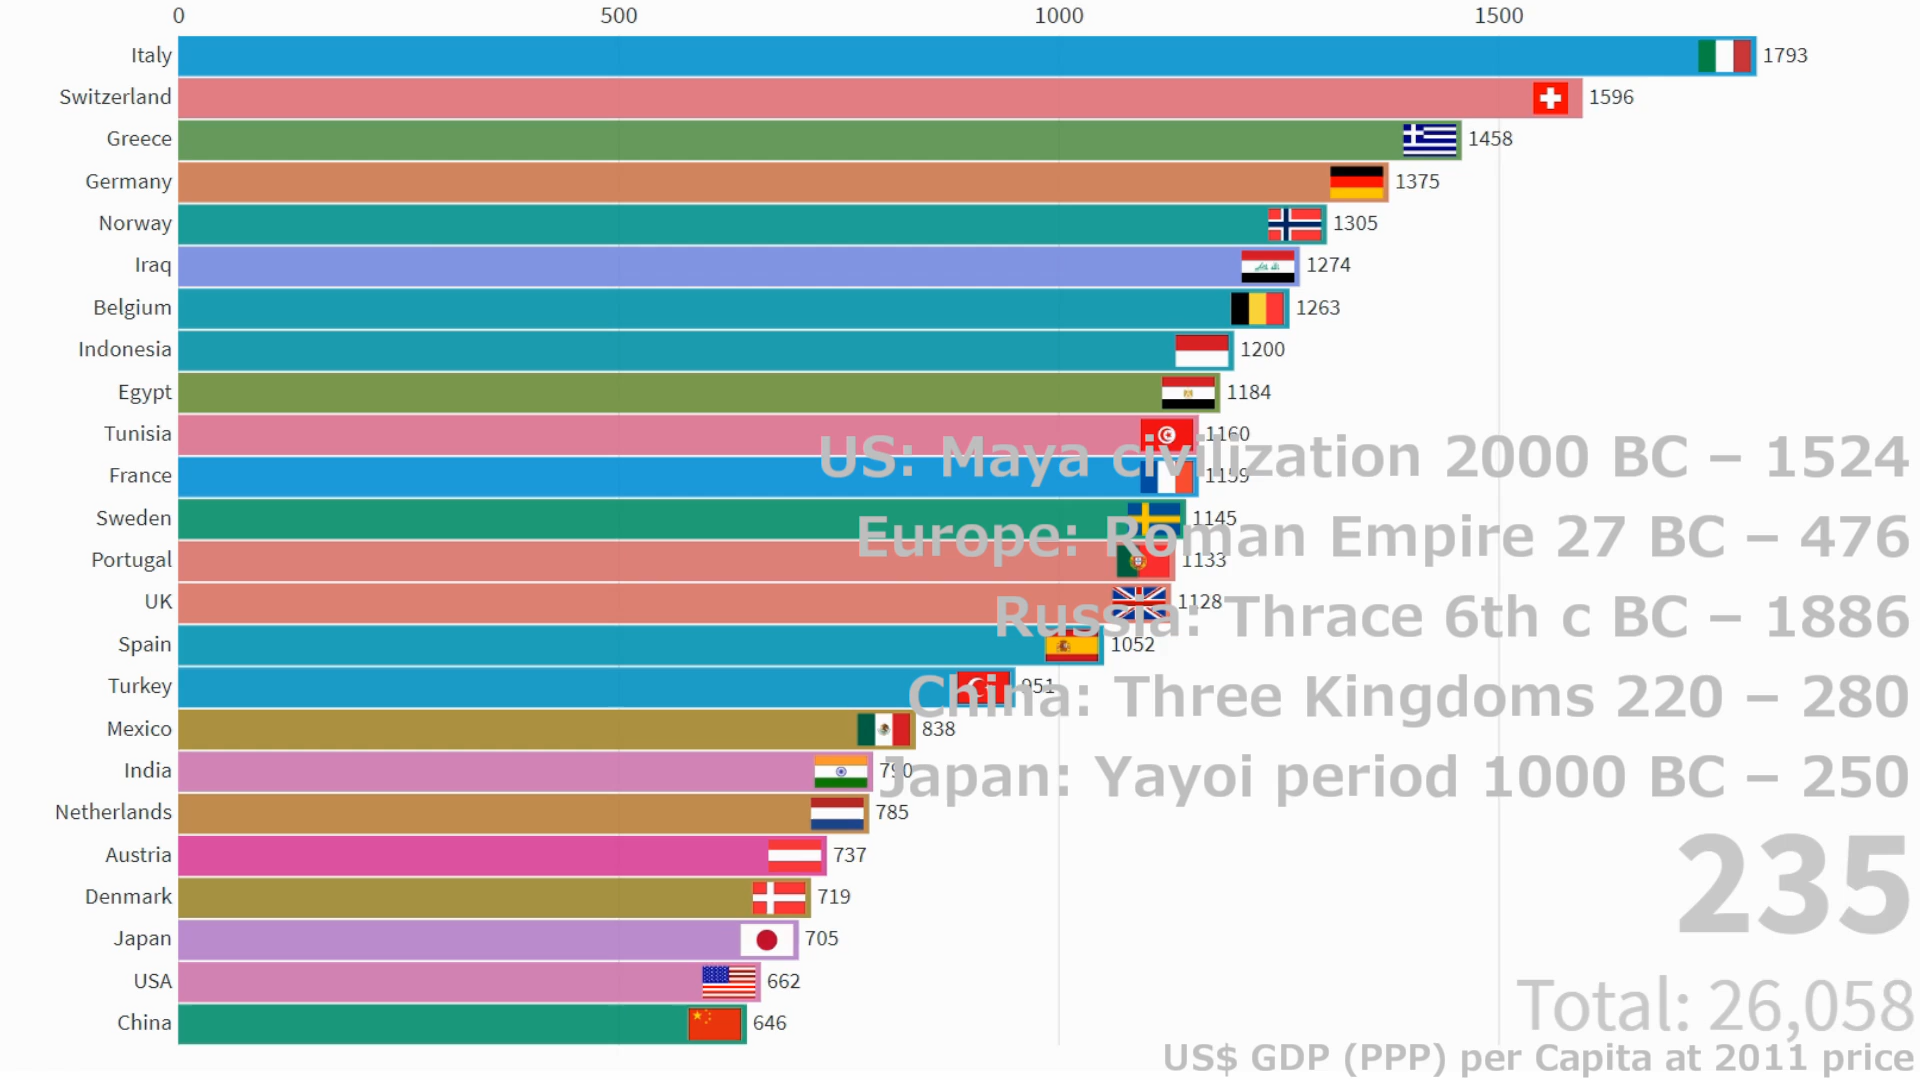 0 500 1000 1500
Italy 1793
Switzerland 1596
Greece 1458
Germany 1375
Norway 1305
Iraq 1274
Belgium 1263
Indonesia 1200
Egypt 1184
Tunisia 1160
US: Maya civilization 2000 BC – 1524
France 1159
Sweden 1145
Europe: Roman Empire 27 BC – 476
Portugal 1133
UK 1128
Russia: Thrace 6th c BC – 1886
Spain 1052
Turkey 951
China: Three Kingdoms 220 – 280
Mexico 838
India 790
Japan: Yayoi period 1000 BC – 250
Netherlands 785
Austria 737
235
Denmark 719
Japan 705
USA 662
Total: 26,058
China 646
US$ GDP (PPP) per Capita at 2011 price